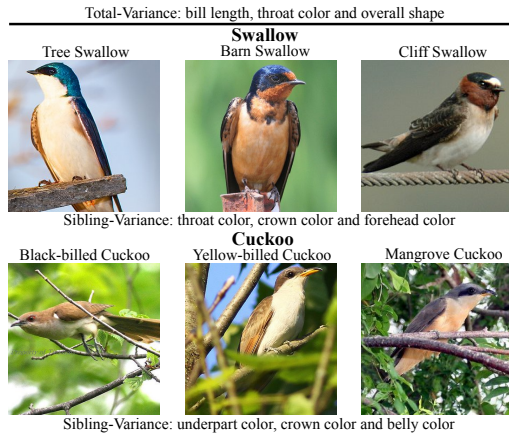 Total-Variance: bill length, throat color and overall shape
Swallow
Tree Swallow Barn Swallow Cliff Swallow
Sibling-Variance: throat color, crown color and forehead color
Cuckoo
Black-billed Cuckoo Yellow-billed Cuckoo Mangrove Cuckoo
Sibling-Variance: underpart color, crown color and belly color